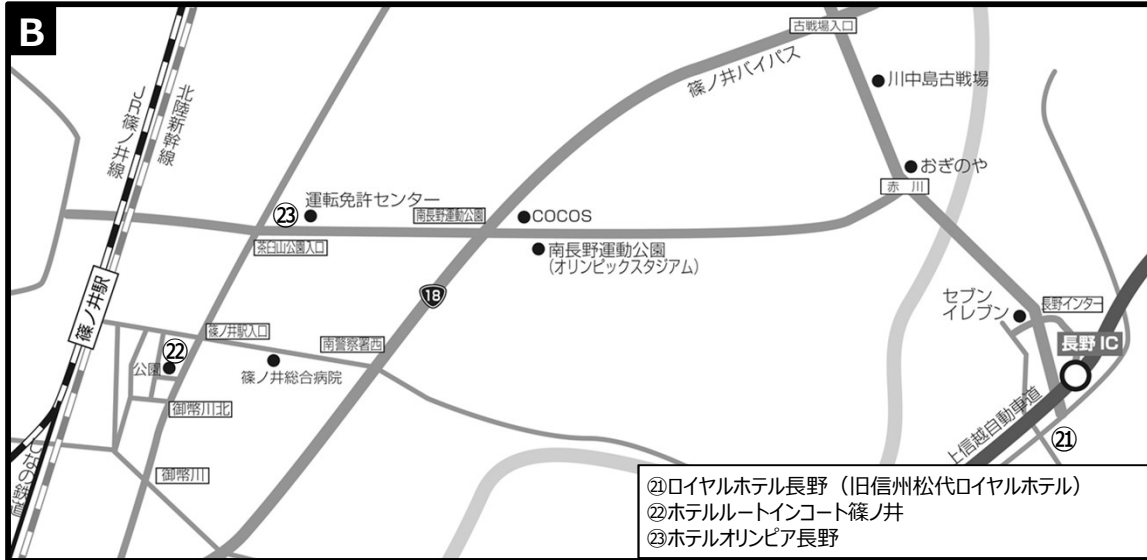 B
古戦場入口
篠ノ井バイパス
川中島古戦場
北陸新幹線
JR篠ノ井線
おぎのや
赤川
運転免許センター
㉓
南長野運動公園
COCOS
茶臼山公園入口
南長野運動公園
(オリンピックスタジアム)
18
セブン
イレブン
長野インター
篠ノ井駅
篠ノ井駅入口
南警察署西
長野IC
㉒
公園
篠ノ井総合病院
御幣川北
上信越自動車道
㉑
しなの鉄道
御幣川
㉑ロイヤルホテル長野（旧信州松代ロイヤルホテル）
㉒ホテルルートインコート篠ノ井
㉓ホテルオリンピア長野